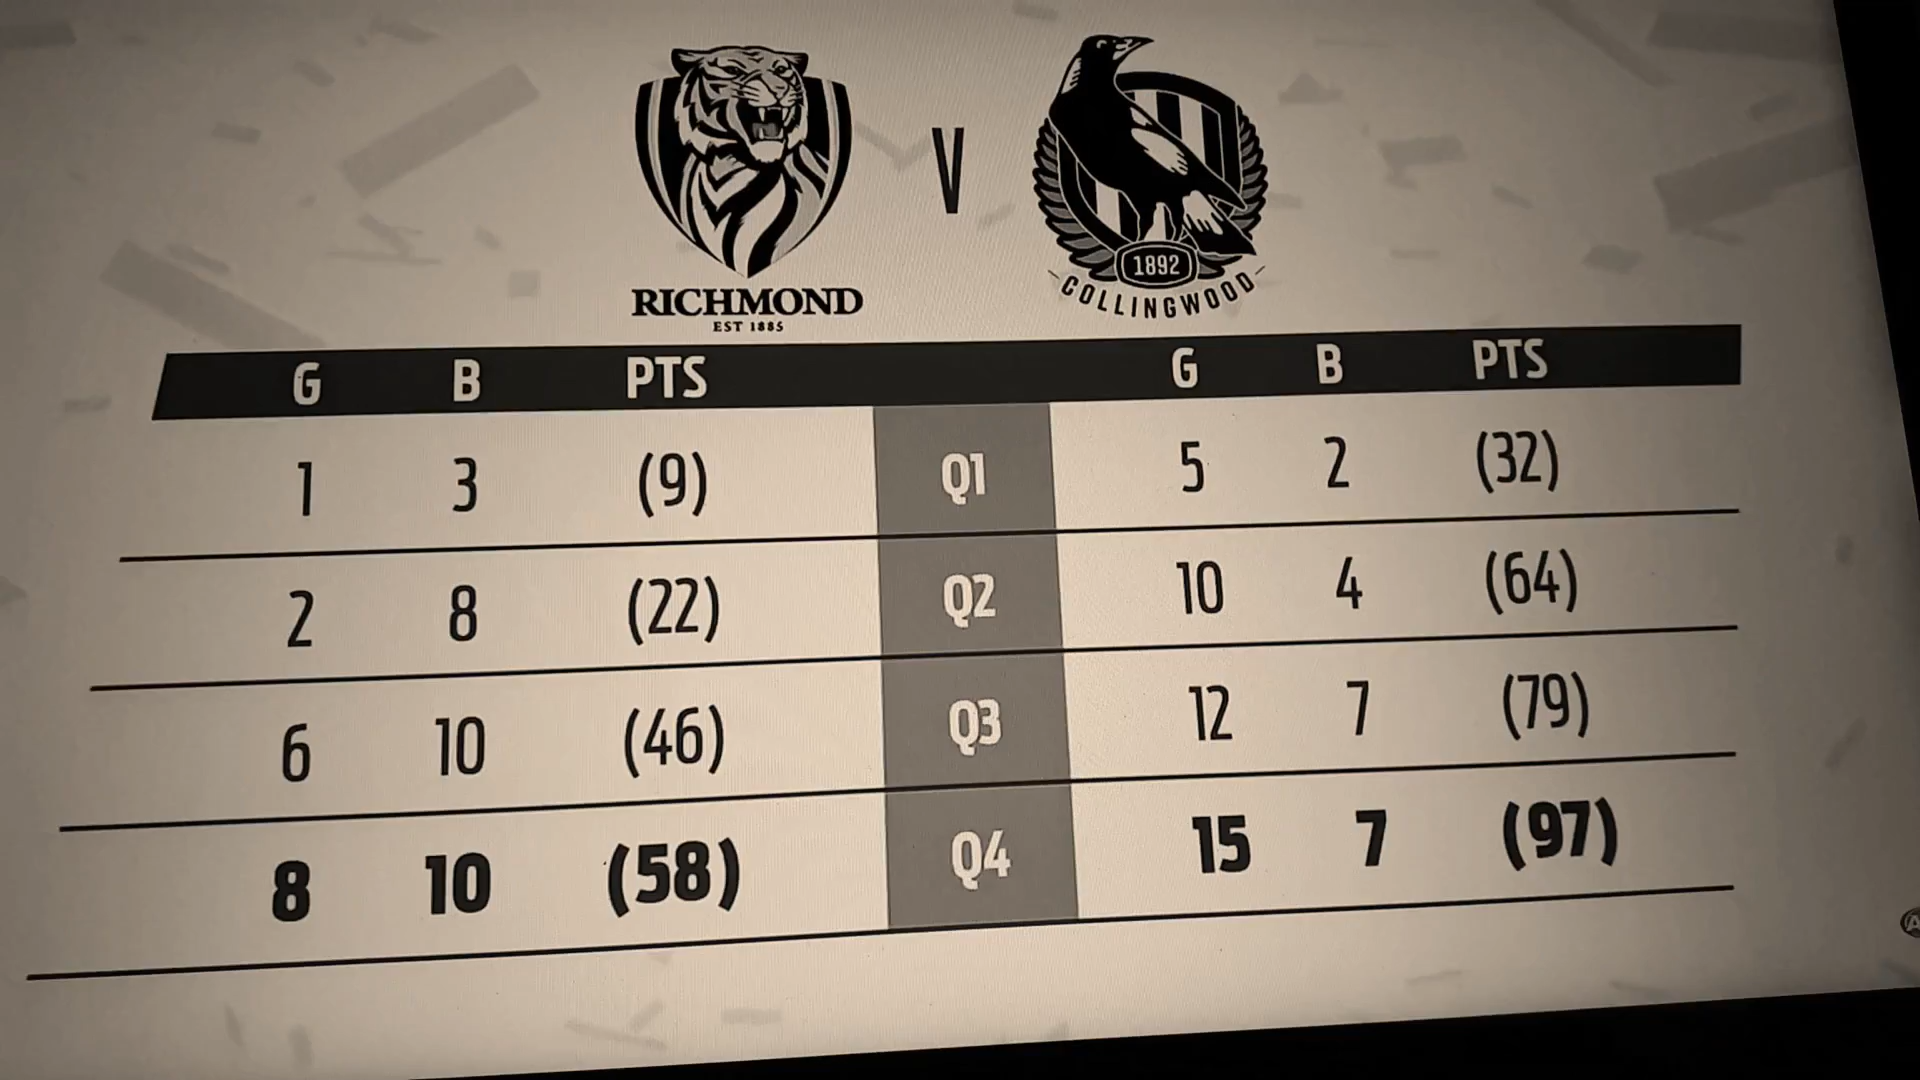 V
RICHMOND
EST 1885
1892
COLLINGWOOD
G B PTS G B PTS
1 3 (9) Q1 5 2 (32)
2 8 (22) Q2 10 4 (64)
6 10 (46) Q3 12 7 (79)
8 10 (58) Q4 15 7 (97)